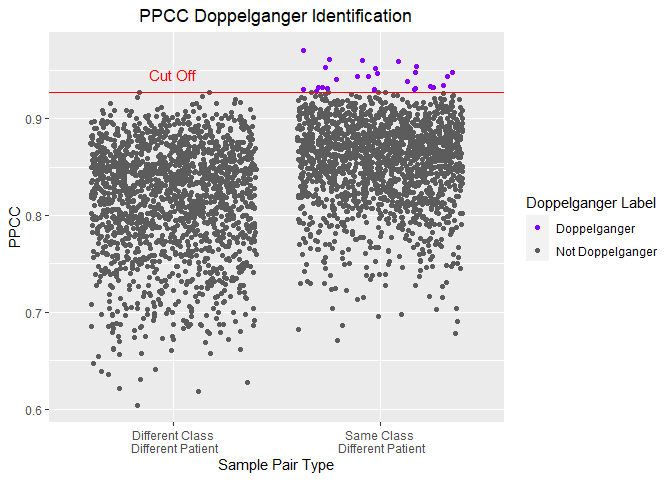 PPCC Doppelganger Identification
Cut Off
0.9
0.8
0.7
0.6
PPCC
Different Class
Different Patient
Same Class
Different Patient
Sample Pair Type
Doppelganger Label
Doppelganger
Not Doppelganger